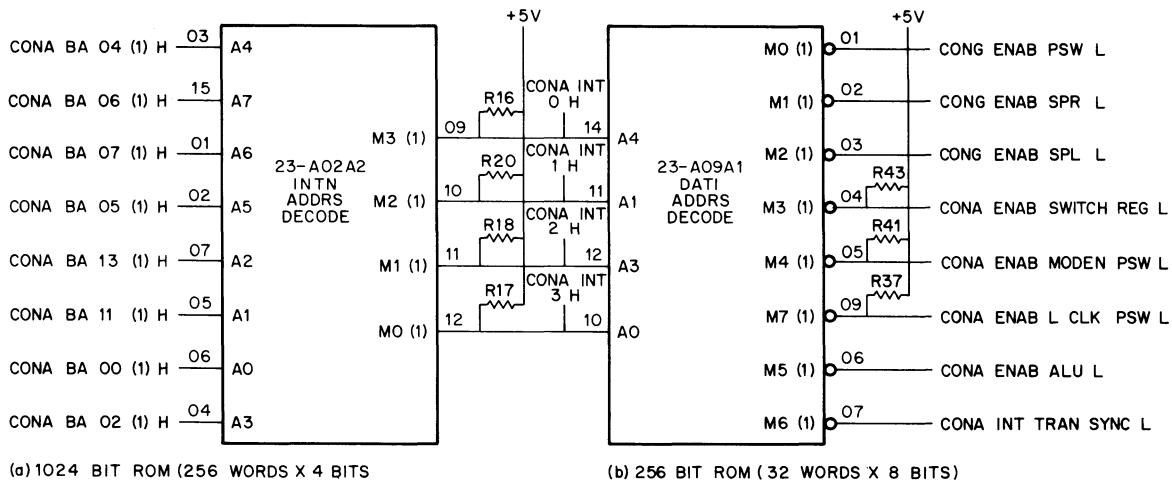 +5V
+5V
CONA BA 04 (1) H 03 A4
CONA BA 06 (1) H 15 A7
CONA BA 07 (1) H 01 A6
CONA BA 05 (1) H 02 A5
CONA BA 13 (1) H 07 A2
CONA BA 11 (1) H 05 A1
CONA BA 00 (1) H 06 A0
CONA BA 02 (1) H 04 A3
23-A02A2
INTN
ADDRS
DECODE
M3 (1) 09
M2 (1) 10
M1 (1) 11
M0 (1) 12
R16
R20
R18
R17
CONA INT
0 H
CONA INT
1 H
CONA INT
2 H
CONA INT
3 H
14 A4
11 A1
12 A3
10 A0
23-A09A1
DATI
ADDRS
DECODE
M0 (1) 01 CONG ENAB PSW L
M1 (1) 02 CONG ENAB SPR L
M2 (1) 03 CONG ENAB SPL L
R43
M3 (1) 04 CONA ENAB SWITCH REG L
R41
M4 (1) 05 CONA ENAB MODEN PSW L
R37
M7 (1) 09 CONA ENAB L CLK PSW L
M5 (1) 06 CONA ENAB ALU L
M6 (1) 07 CONA INT TRAN SYNC L
(a) 1024 BIT ROM (256 WORDS X 4 BITS
(b) 256 BIT ROM (32 WORDS X 8 BITS)